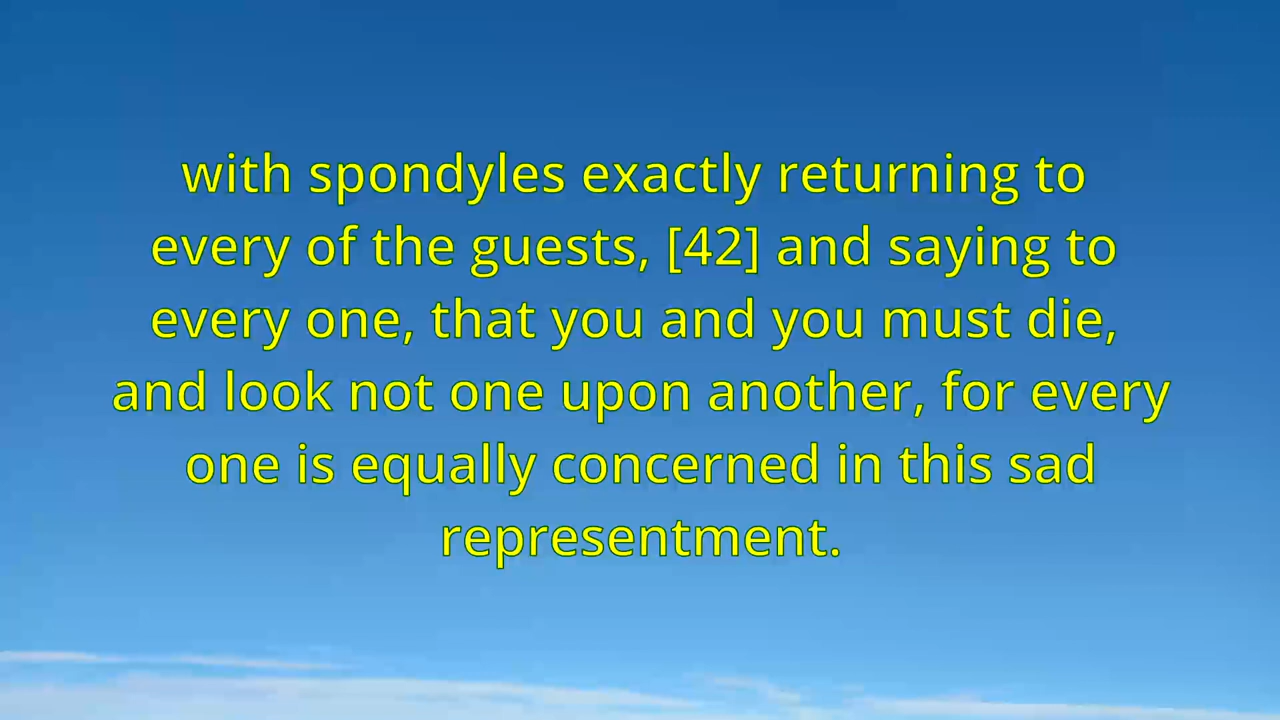 with spondyles exactly returning to
every of the guests, [42] and saying to
every one, that you and you must die,
and look not one upon another, for every
one is equally concerned in this sad
representment.